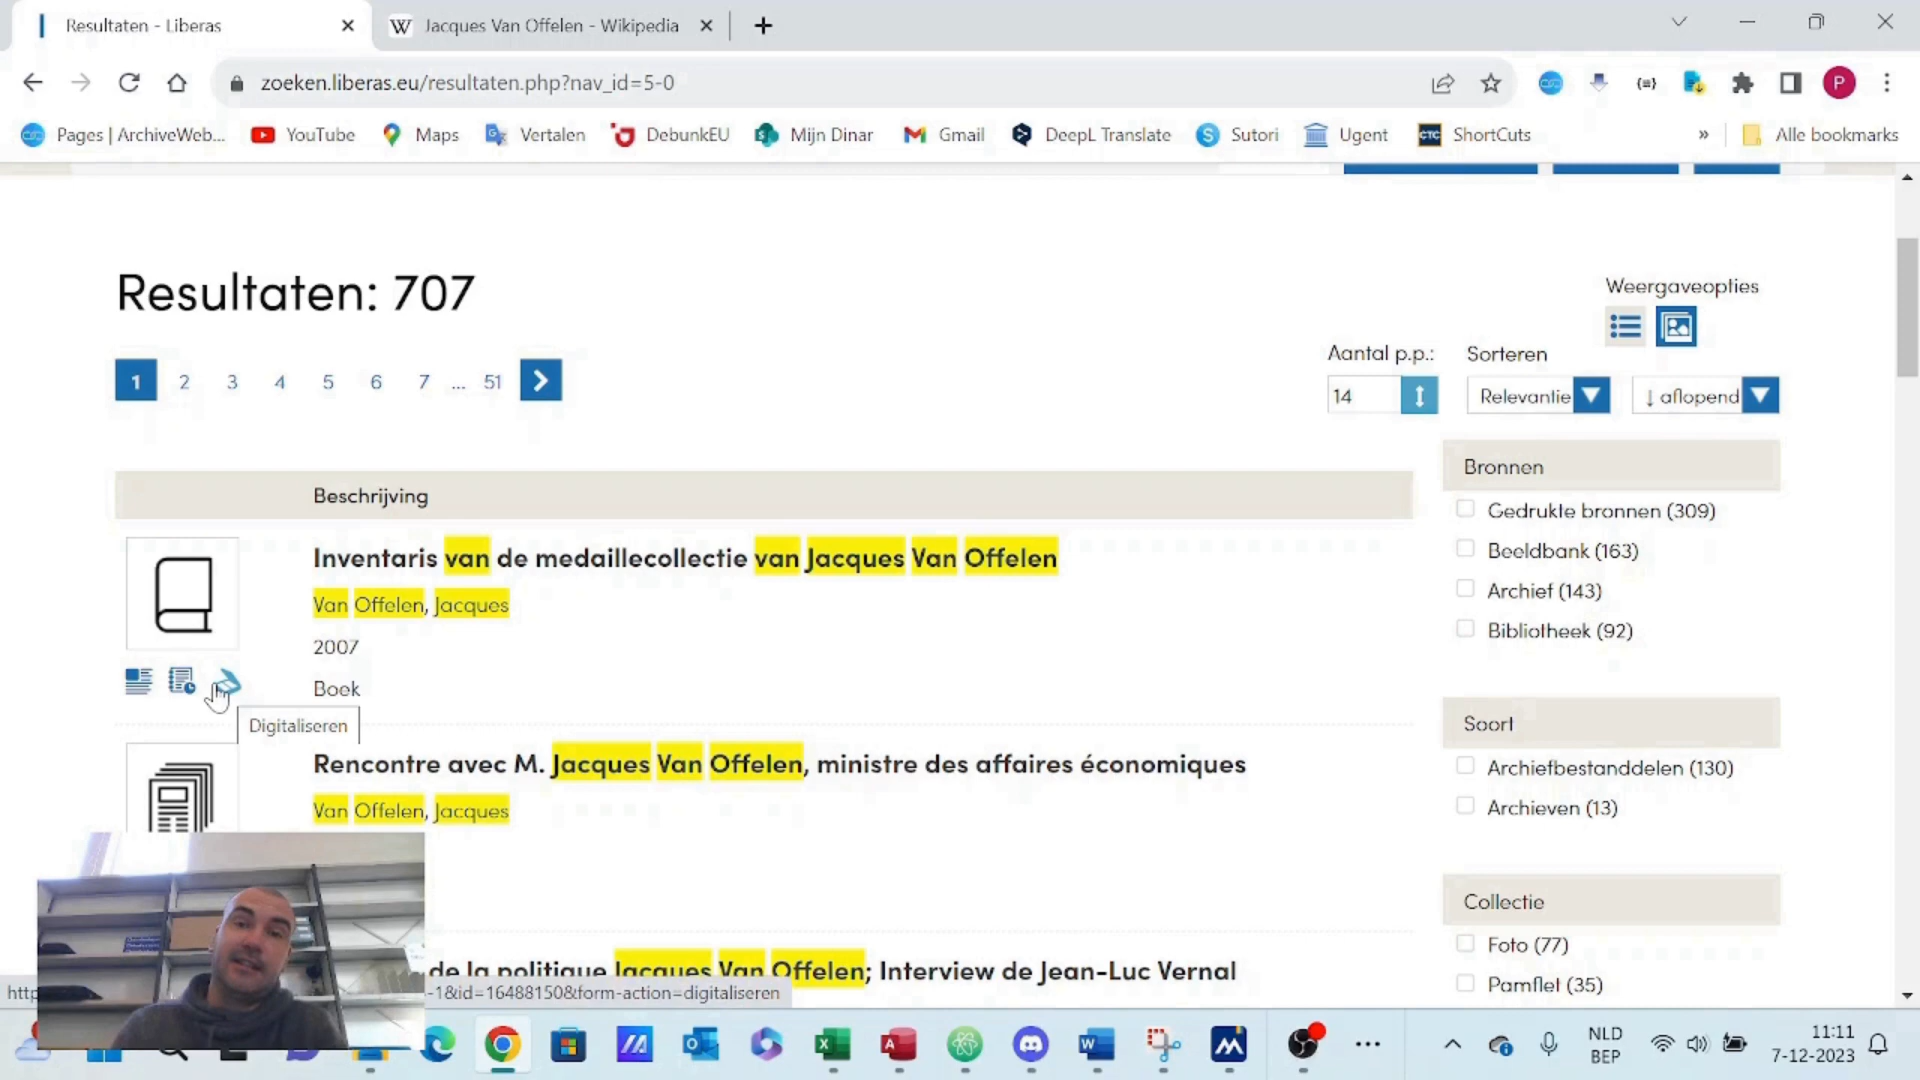 Resultaten - Liberas
Jacques Van Offelen - Wikipedia
zoeken.liberas.eu/resultaten.php?nav_id=5-0
P
Pages | ArchiveWeb...
YouTube
Maps
Vertalen
DebunkEU
Mijn Dinar
Gmail
DeepL Translate
Sutori
Ugent
ShortCuts
»
Alle bookmarks
Resultaten: 707
Weergaveopties
Aantal p.p.:
Sorteren
14
Relevantie
↓ aflopend
1 2 3 4 5 6 7 ... 51
Beschrijving
Inventaris van de medaillecollectie van Jacques Van Offelen
Van Offelen, Jacques
2007
Boek
Digitaliseren
Rencontre avec M. Jacques Van Offelen, ministre des affaires économiques
Van Offelen, Jacques
de la politique Jacques Van Offelen; Interview de Jean-Luc Vernal
Bronnen
Gedrukte bronnen (309)
Beeldbank (163)
Archief (143)
Bibliotheek (92)
Soort
Archiefbestanddelen (130)
Archieven (13)
Collectie
Foto (77)
Pamflet (35)
http
-1&id=16488150&form-action=digitaliseren
NLD
BEP
11:11
7-12-2023